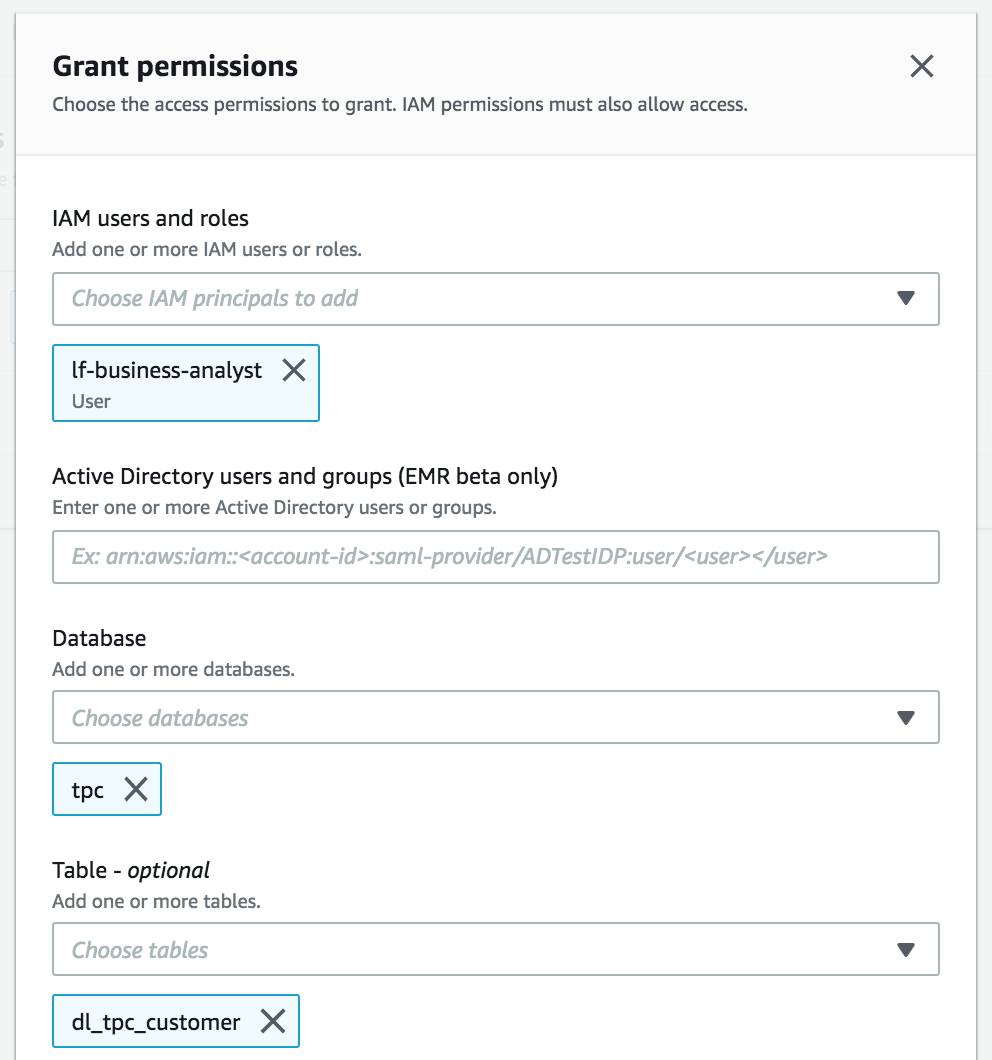 Grant permissions
Choose the access permissions to grant. IAM permissions must also allow access.
IAM users and roles
Add one or more IAM users or roles.
Choose IAM principals to add
lf-business-analyst
User
Active Directory users and groups (EMR beta only)
Enter one or more Active Directory users or groups.
Ex: arn:aws:iam::<account-id>:saml-provider/ADTestIDP:user/<user></user>
Database
Add one or more databases.
Choose databases
tpc
Table - optional
Add one or more tables.
Choose tables
dl_tpc_customer